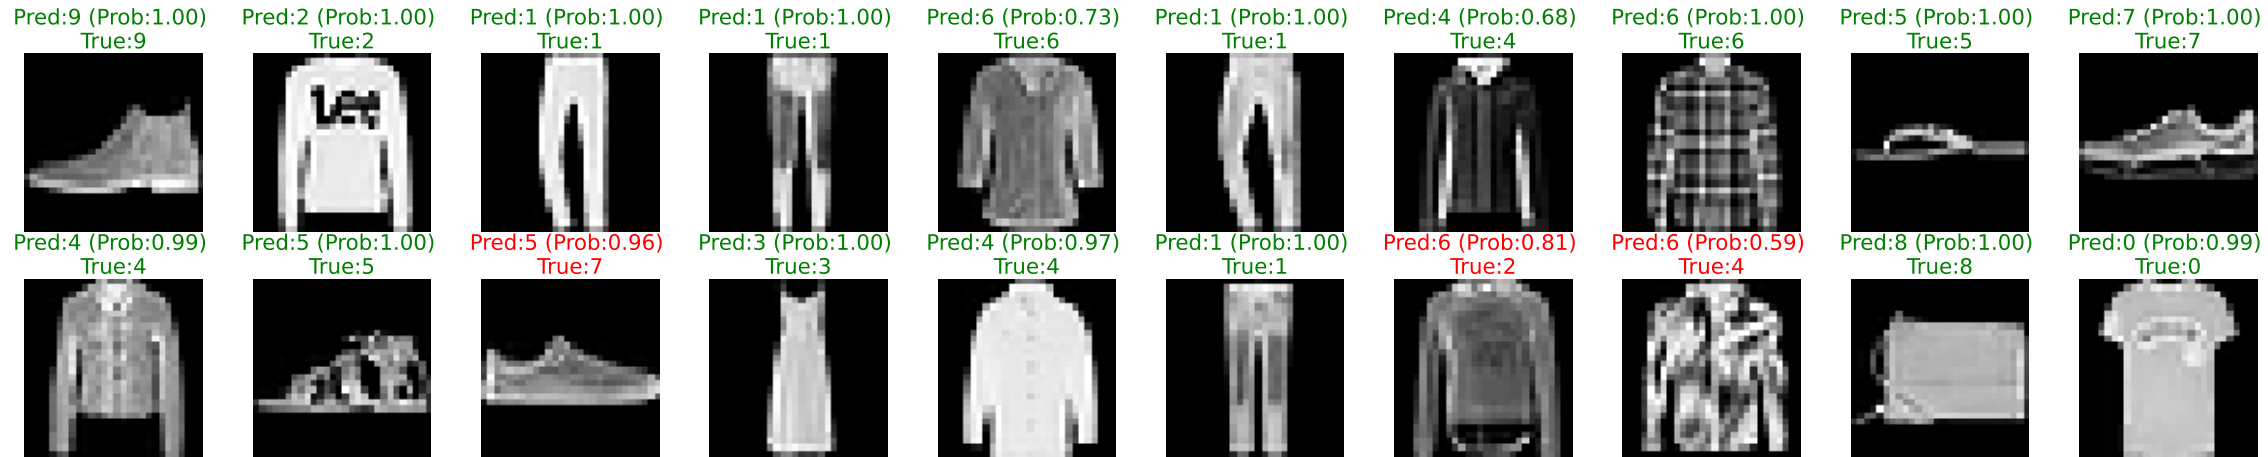 Pred:9 (Prob:1.00) Pred:2 (Prob:1.00) Pred:1 (Prob:1.00) Pred:1 (Prob:1.00) Pred:6 (Prob:0.73) Pred:1 (Prob:1.00) Pred:4 (Prob:0.68) Pred:6 (Prob:1.00) Pred:5 (Prob:1.00) Pred:7 (Prob:1.00)
True:9 True:2 True:1 True:1 True:6 True:1 True:4 True:6 True:5 True:7
Lee
Pred:4 (Prob:0.99) Pred:5 (Prob:1.00) Pred:5 (Prob:0.96) Pred:3 (Prob:1.00) Pred:4 (Prob:0.97) Pred:1 (Prob:1.00) Pred:6 (Prob:0.81) Pred:6 (Prob:0.59) Pred:8 (Prob:1.00) Pred:0 (Prob:0.99)
True:4 True:5 True:7 True:3 True:4 True:1 True:2 True:4 True:8 True:0